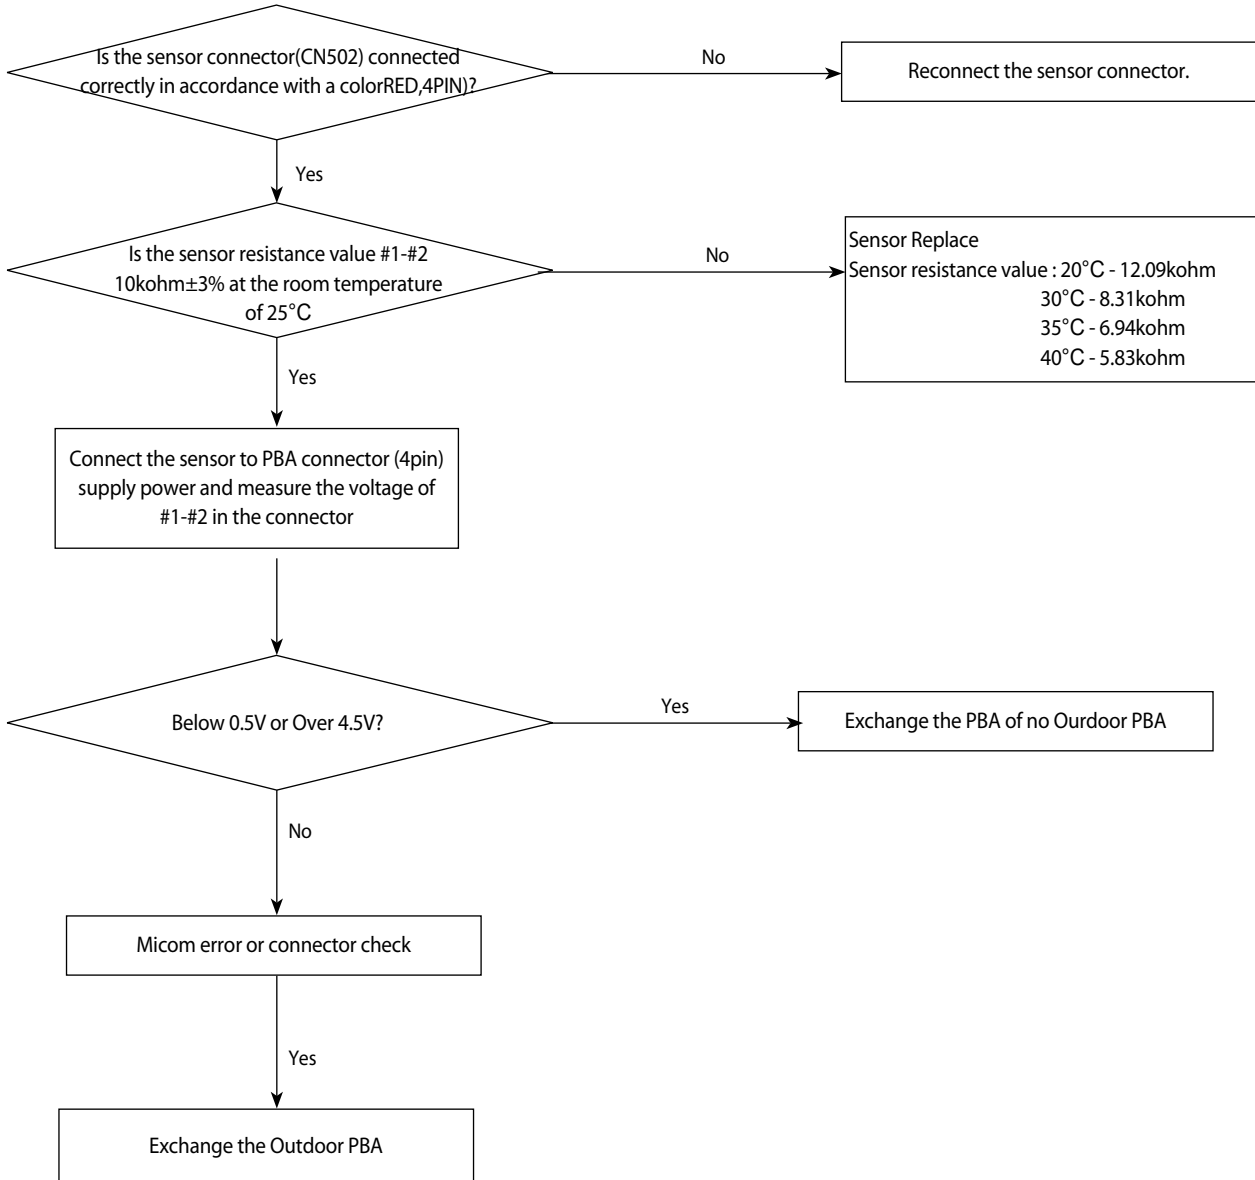 Is the sensor connector(CN502) connected
correctly in accordance with a colorRED,4PIN)?
No
Reconnect the sensor connector.
Yes
Is the sensor resistance value #1-#2
10kohm±3% at the room temperature
of 25°C
No
Sensor Replace
Sensor resistance value : 20°C - 12.09kohm
30°C - 8.31kohm
35°C - 6.94kohm
40°C - 5.83kohm
Yes
Connect the sensor to PBA connector (4pin)
supply power and measure the voltage of
#1-#2 in the connector
Below 0.5V or Over 4.5V?
Yes
Exchange the PBA of no Ourdoor PBA
No
Micom error or connector check
Yes
Exchange the Outdoor PBA